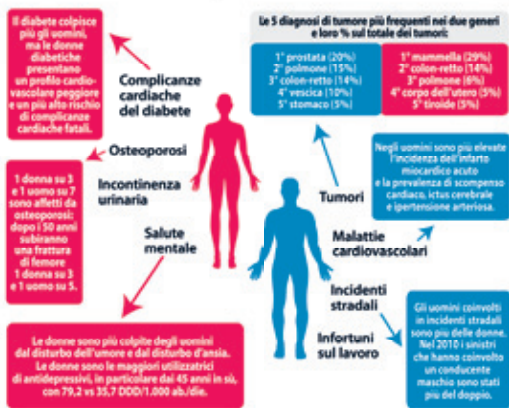 Il diabete colpisce
più gli uomini,
ma le donne
diabetiche
presentano
un profilo cardio-
vascolare peggiore
e un più alto rischio
di complicanze
cardiache fatali.
Complicanze
cardiache
del diabete
Osteoporosi
1 donna su 3
e 1 uomo su 7
sono affetti da
osteoporosi:
dopo i 50 anni
subiranno
una frattura
di femore
1 donna su 3
e 1 uomo su 5.
Incontinenza
urinaria
Salute
mentale
Le donne sono più colpite degli uomini
dal disturbo dell'umore e dal disturbo d'ansia.
Le donne sono le maggiori utilizzatrici
di antidepressivi, in particolare dai 45 anni in sù,
con 79,2 vs 35,7 DDD/1.000 ab./die.
Le 5 diagnosi di tumore più frequenti nei due generi
e loro % sul totale dei tumori:
1° prostata (20%)
2° polmone (15%)
3° colon-retto (14%)
4° vescica (10%)
5° stomaco (5%)
1° mammella (29%)
2° colon-retto (14%)
3° polmone (6%)
4° corpo dell'utero (5%)
5° tiroide (5%)
Tumori
Negli uomini sono più elevate
l'incidenza dell'infarto
miocardico acuto
e la prevalenza di scompenso
cardiaco, ictus cerebrale
e ipertensione arteriosa.
Malattie
cardiovascolari
Incidenti
stradali
Gli uomini coinvolti
in incidenti stradali
sono più delle donne.
Nel 2010 i sinistri
che hanno coinvolto
un conducente
maschio sono stati
più del doppio.
Infortuni
sul lavoro